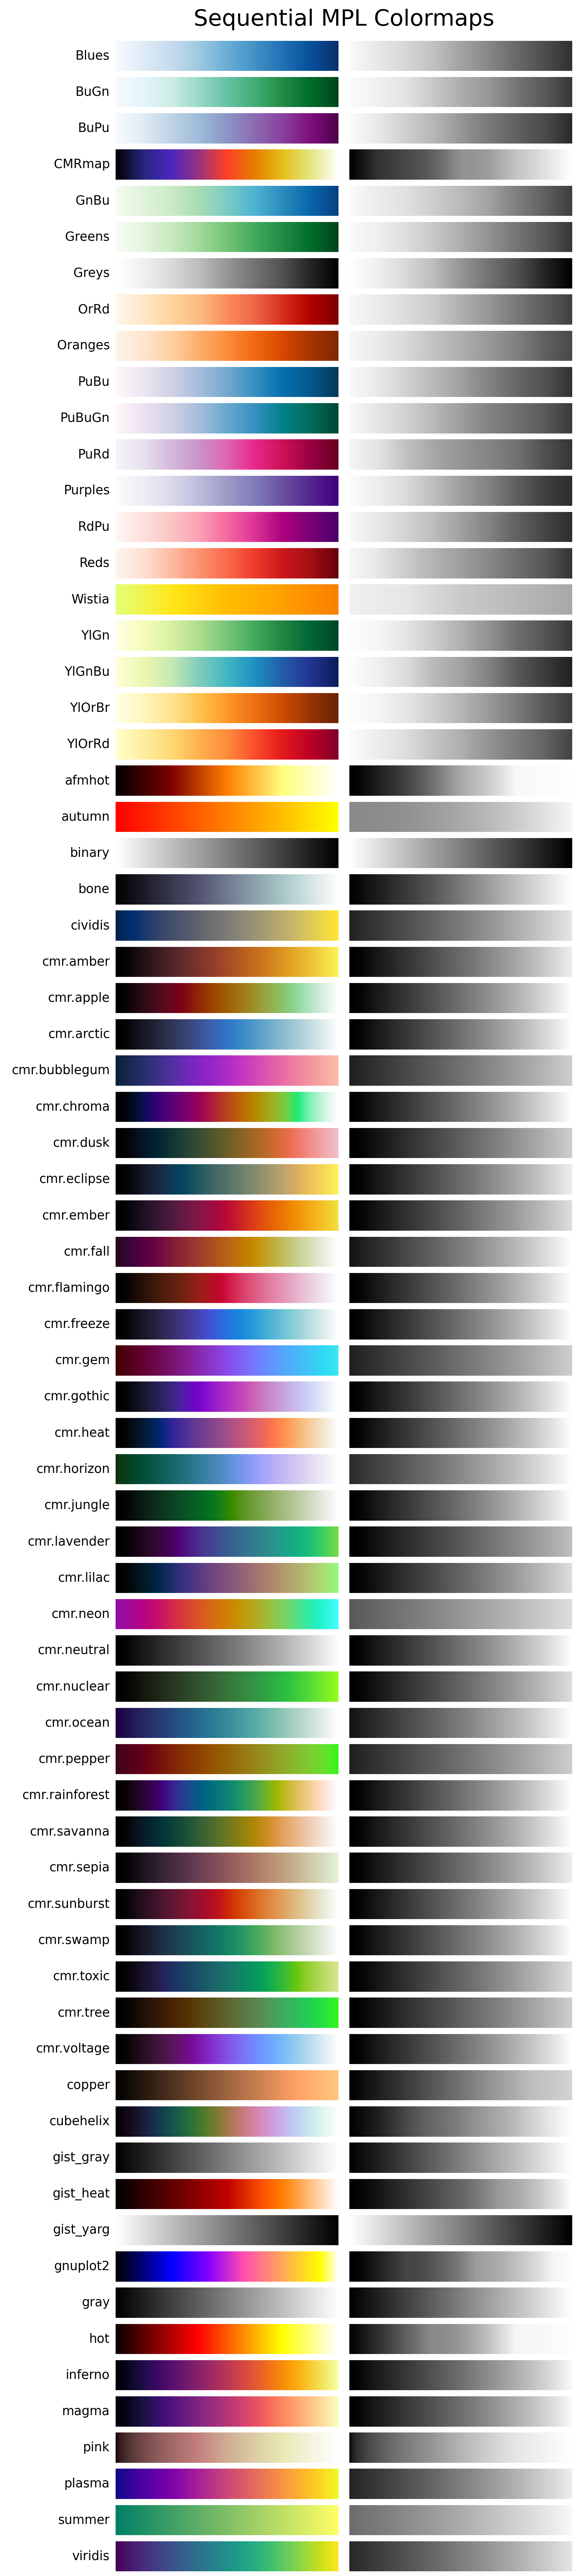 Sequential MPL Colormaps
Blues
BuGn
BuPu
CMRmap
GnBu
Greens
Greys
OrRd
Oranges
PuBu
PuBuGn
PuRd
Purples
RdPu
Reds
Wistia
YlGn
YlGnBu
YlOrBr
YlOrRd
afmhot
autumn
binary
bone
cividis
cmr.amber
cmr.apple
cmr.arctic
cmr.bubblegum
cmr.chroma
cmr.dusk
cmr.eclipse
cmr.ember
cmr.fall
cmr.flamingo
cmr.freeze
cmr.gem
cmr.gothic
cmr.heat
cmr.horizon
cmr.jungle
cmr.lavender
cmr.lilac
cmr.neon
cmr.neutral
cmr.nuclear
cmr.ocean
cmr.pepper
cmr.rainforest
cmr.savanna
cmr.sepia
cmr.sunburst
cmr.swamp
cmr.toxic
cmr.tree
cmr.voltage
copper
cubehelix
gist_gray
gist_heat
gist_yarg
gnuplot2
gray
hot
inferno
magma
pink
plasma
summer
viridis